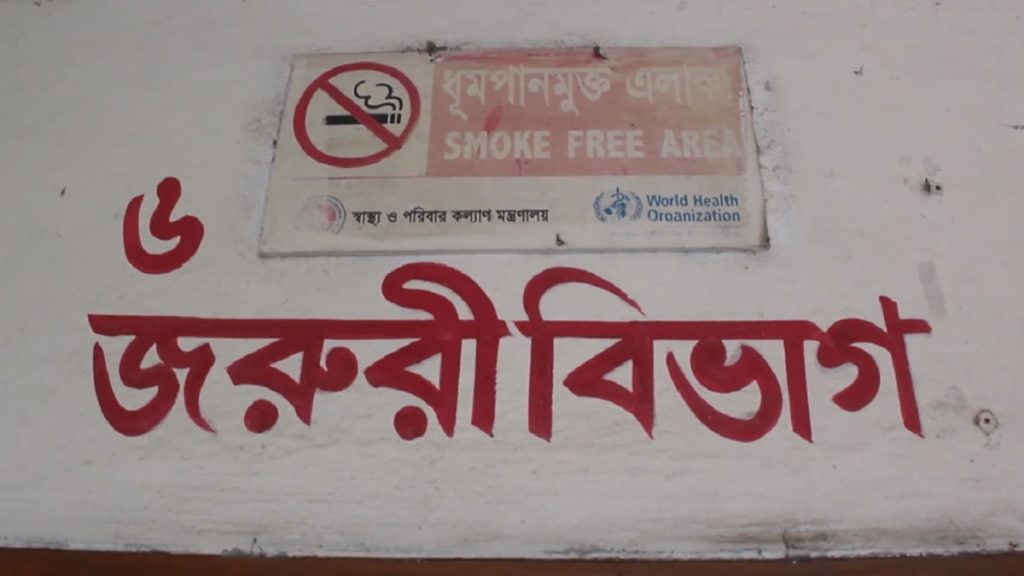 ধূমপানমুক্ত এলাকা
SMOKE FREE AREA
স্বাস্থ্য ও পরিবার কল্যাণ মন্ত্রণালয়
World Health
Organization
৬
জরুরী বিভাগ